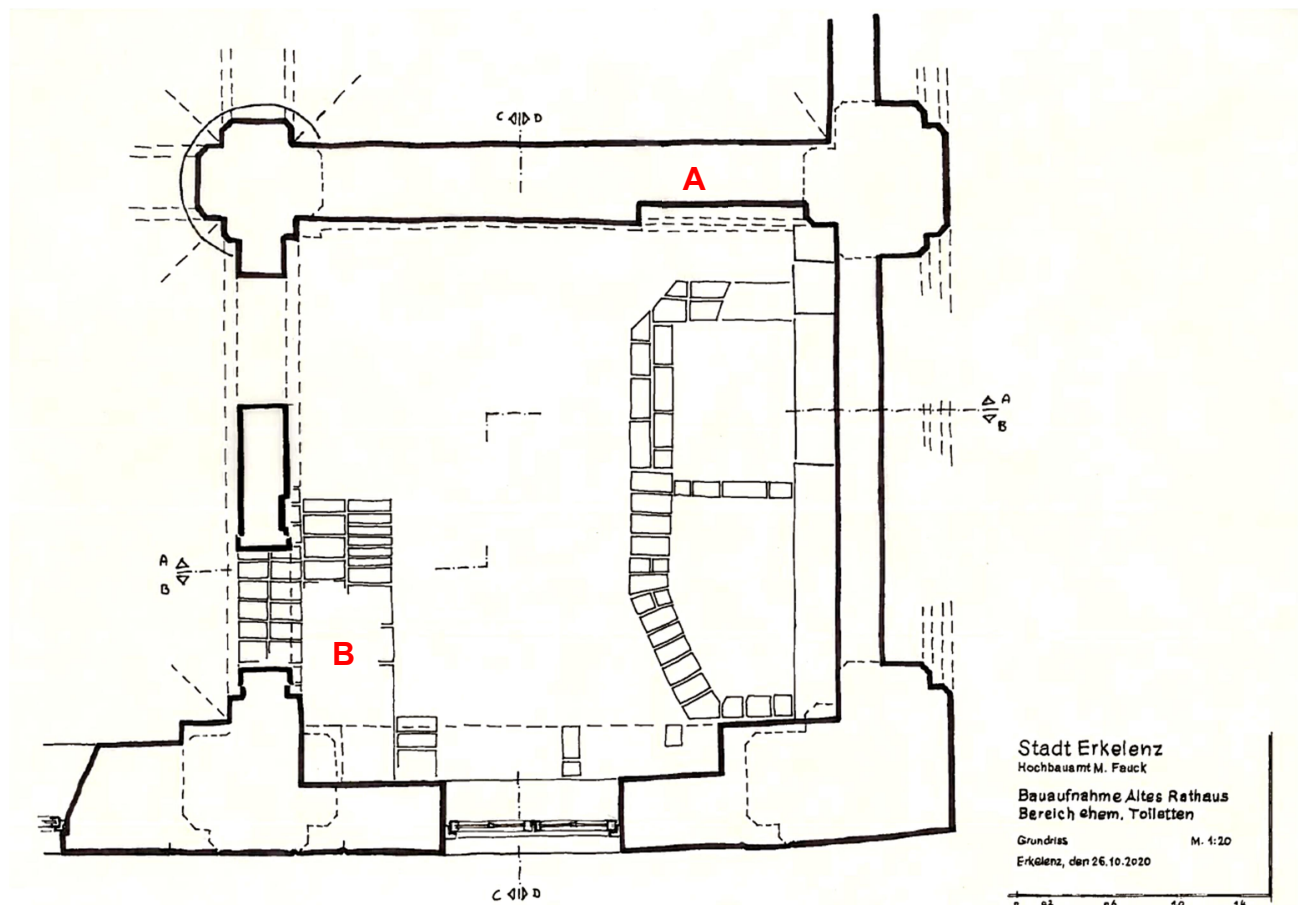 C D
A
A
B
A
B
B
C D
Stadt Erkelenz
Hochbauamt M. Fauck
Bauaufnahme Altes Rathaus
Bereich ehem. Toiletten
Grundriss M. 1:20
Erkelenz, den 26.10.2020